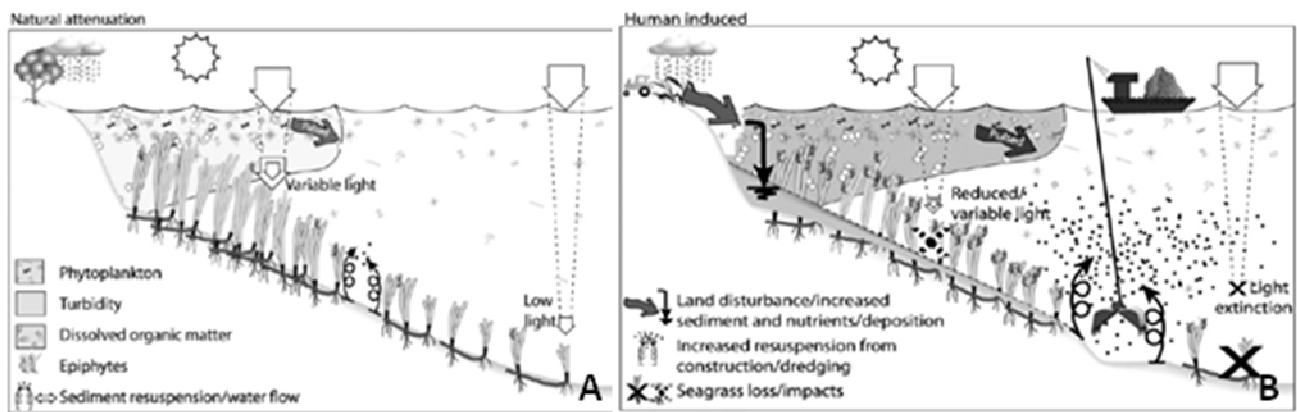 Natural attenuation
Variable light
Low
light
Phytoplankton
Turbidity
Dissolved organic matter
Epiphytes
Sediment resuspension/water flow
A
Human induced
Reduced/
variable light
Light
extinction
Land disturbance/increased
sediment and nutrients/deposition
Increased resuspension from
construction/dredging
Seagrass loss/impacts
B